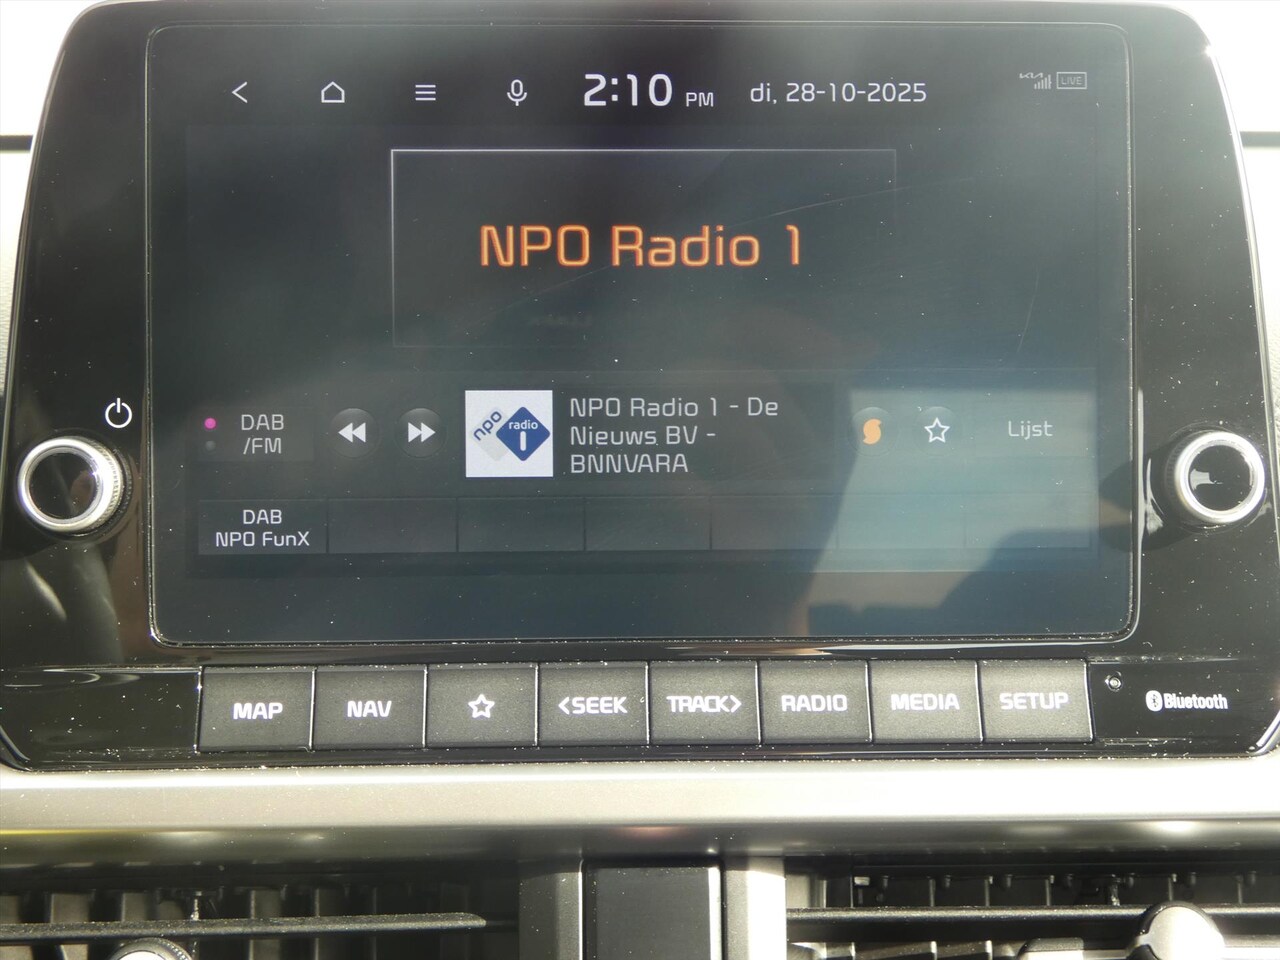 2:10 PM di, 28-10-2025
LIVE
NPO Radio 1
DAB
/FM
npo
radio
1
NPO Radio 1 - De
Nieuws BV -
BNNVARA
Lijst
DAB
NPO FunX
MAP NAV <SEEK TRACK> RADIO MEDIA SETUP
Bluetooth